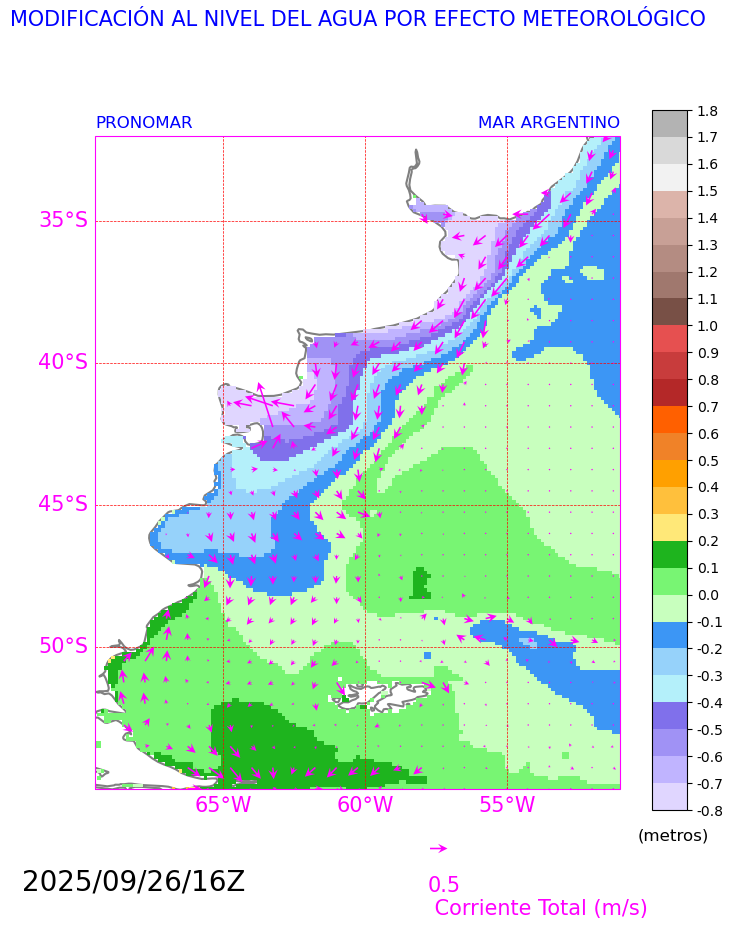 MODIFICACIÓN AL NIVEL DEL AGUA POR EFECTO METEOROLÓGICO
PRONOMAR MAR ARGENTINO
35°S
40°S
45°S
50°S
65°W 60°W 55°W
1.8
1.7
1.6
1.5
1.4
1.3
1.2
1.1
1.0
0.9
0.8
0.7
0.6
0.5
0.4
0.3
0.2
0.1
0.0
-0.1
-0.2
-0.3
-0.4
-0.5
-0.6
-0.7
-0.8
(metros)
2025/09/26/16Z
0.5
Corriente Total (m/s)